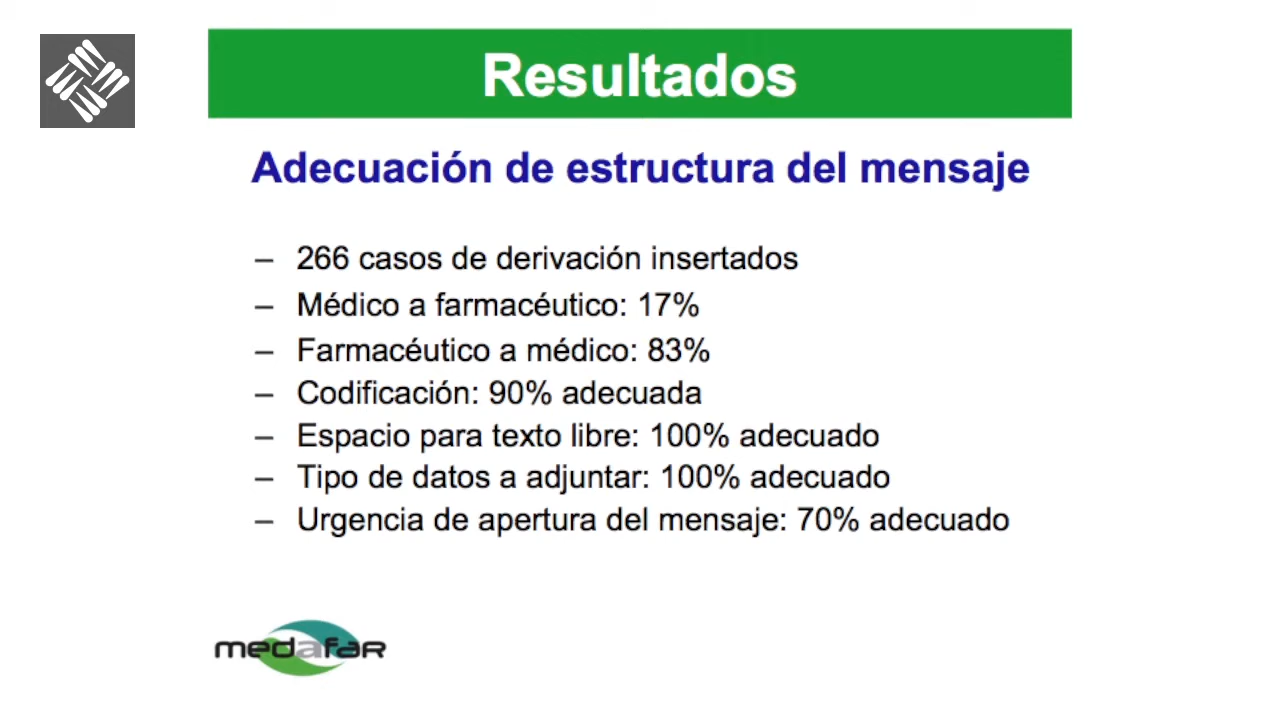 Resultados
Adecuación de estructura del mensaje
– 266 casos de derivación insertados
– Médico a farmacéutico: 17%
– Farmacéutico a médico: 83%
– Codificación: 90% adecuada
– Espacio para texto libre: 100% adecuado
– Tipo de datos a adjuntar: 100% adecuado
– Urgencia de apertura del mensaje: 70% adecuado
medafar